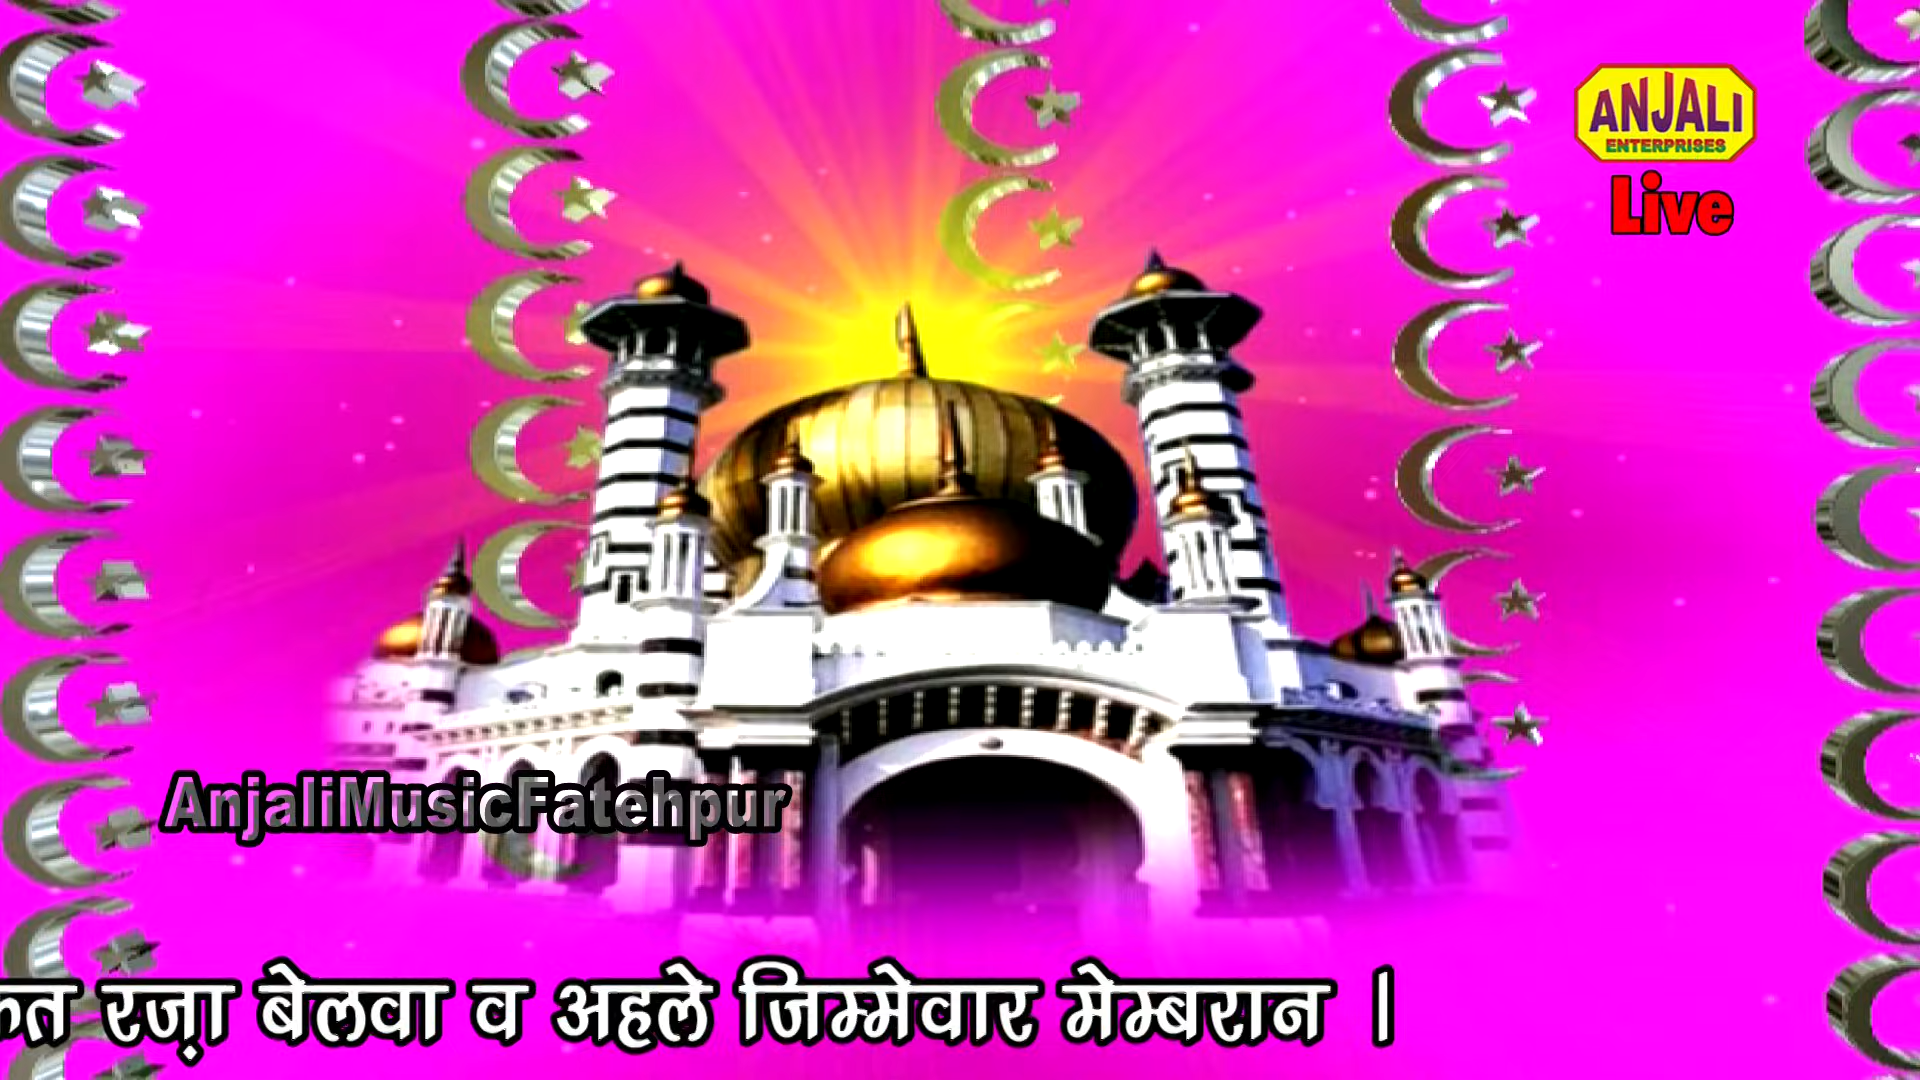 ANJALI
ENTERPRISES
Live
AnjaliMusicFatehpur
रज़ा बेलवा व अहले जिम्मेवार मेम्बरान ।